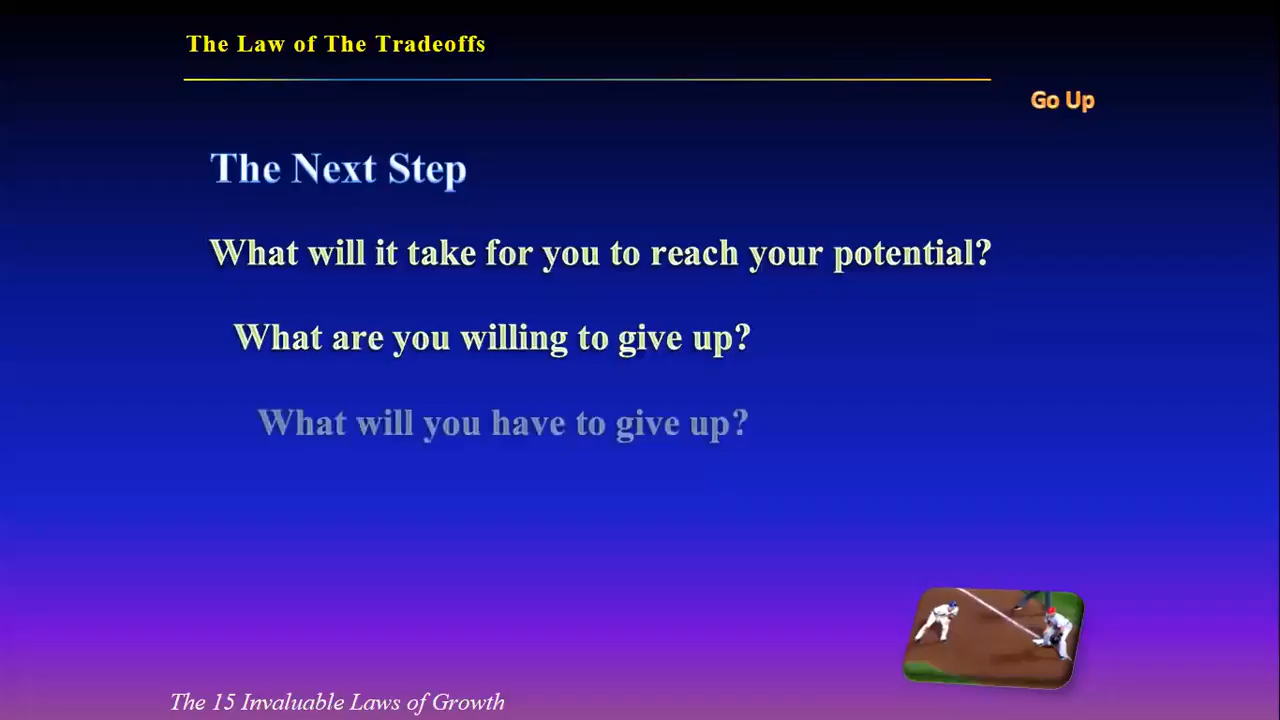 The Law of The Tradeoffs
Go Up
The Next Step
What will it take for you to reach your potential?
What are you willing to give up?
What will you have to give up?
The 15 Invaluable Laws of Growth